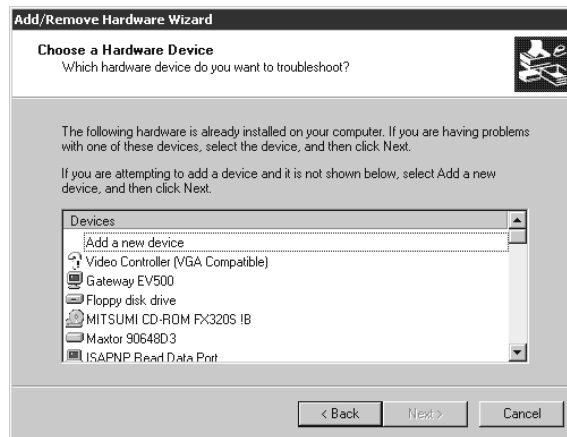 Add/Remove Hardware Wizard
Choose a Hardware Device
Which hardware device do you want to troubleshoot?
The following hardware is already installed on your computer. If you are having problems
with one of these devices, select the device, and then click Next.
If you are attempting to add a device and it is not shown below, select Add a new
device, and then click Next.
Devices
Add a new device
Video Controller (VGA Compatible)
Gateway EV500
Floppy disk drive
MITSUMI CD-ROM FX320S !B
Maxtor 90648D3
ISAPNP Read Data Port
< Back
Next >
Cancel